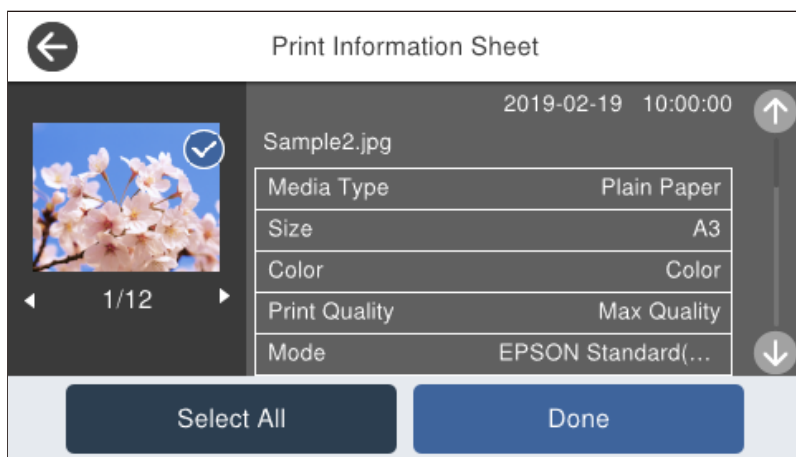 Print Information Sheet
2019-02-19 10:00:00
Sample2.jpg
Media Type Plain Paper
Size A3
Color Color
1/12
Print Quality Max Quality
Mode EPSON Standard(...
Select All Done